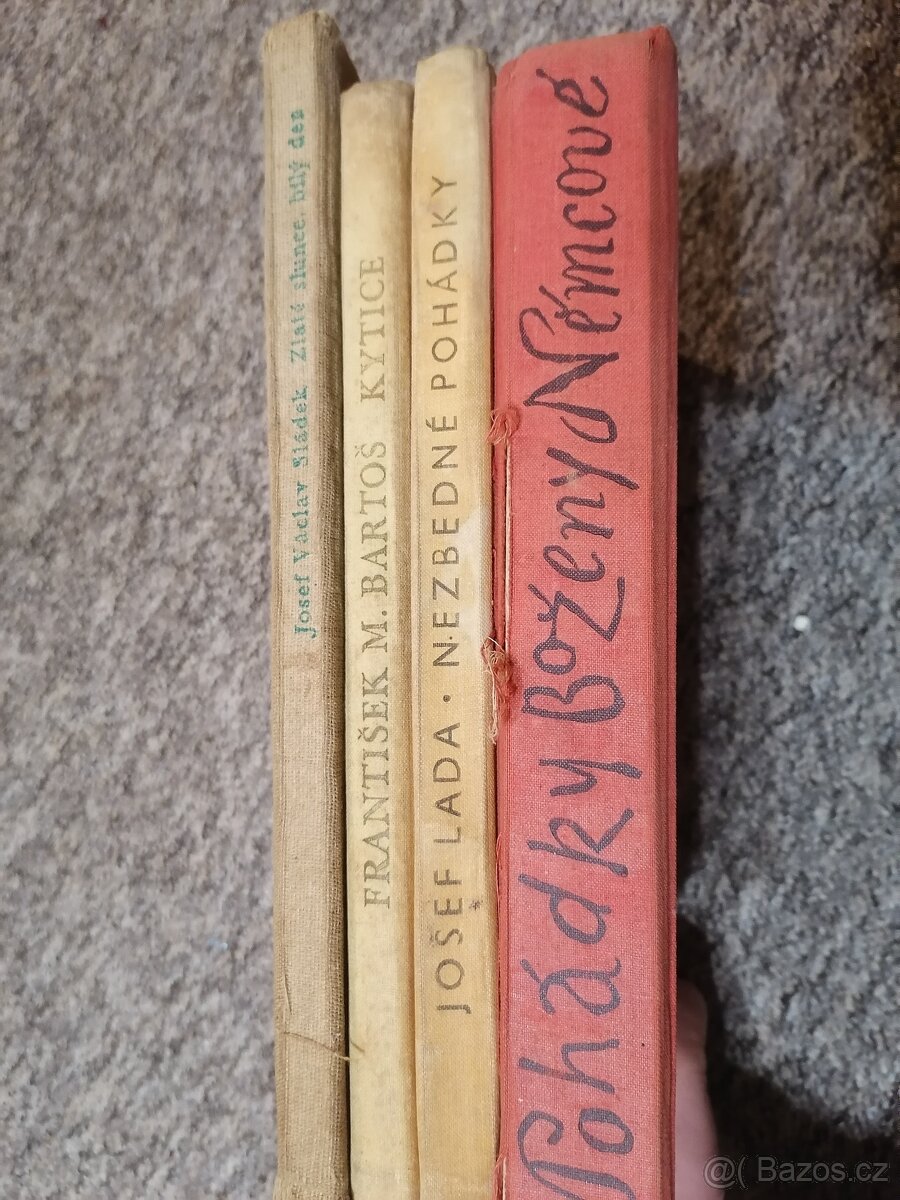 Josef Václav Sládek Zlaté slunce, bílý den
FRANTIŠEK M. BARTOŠ KYTICE
JOSEF LADA · NEZBEDNÉ POHÁDKY
Pohádky Boženy Němcové
@( Bazos.cz